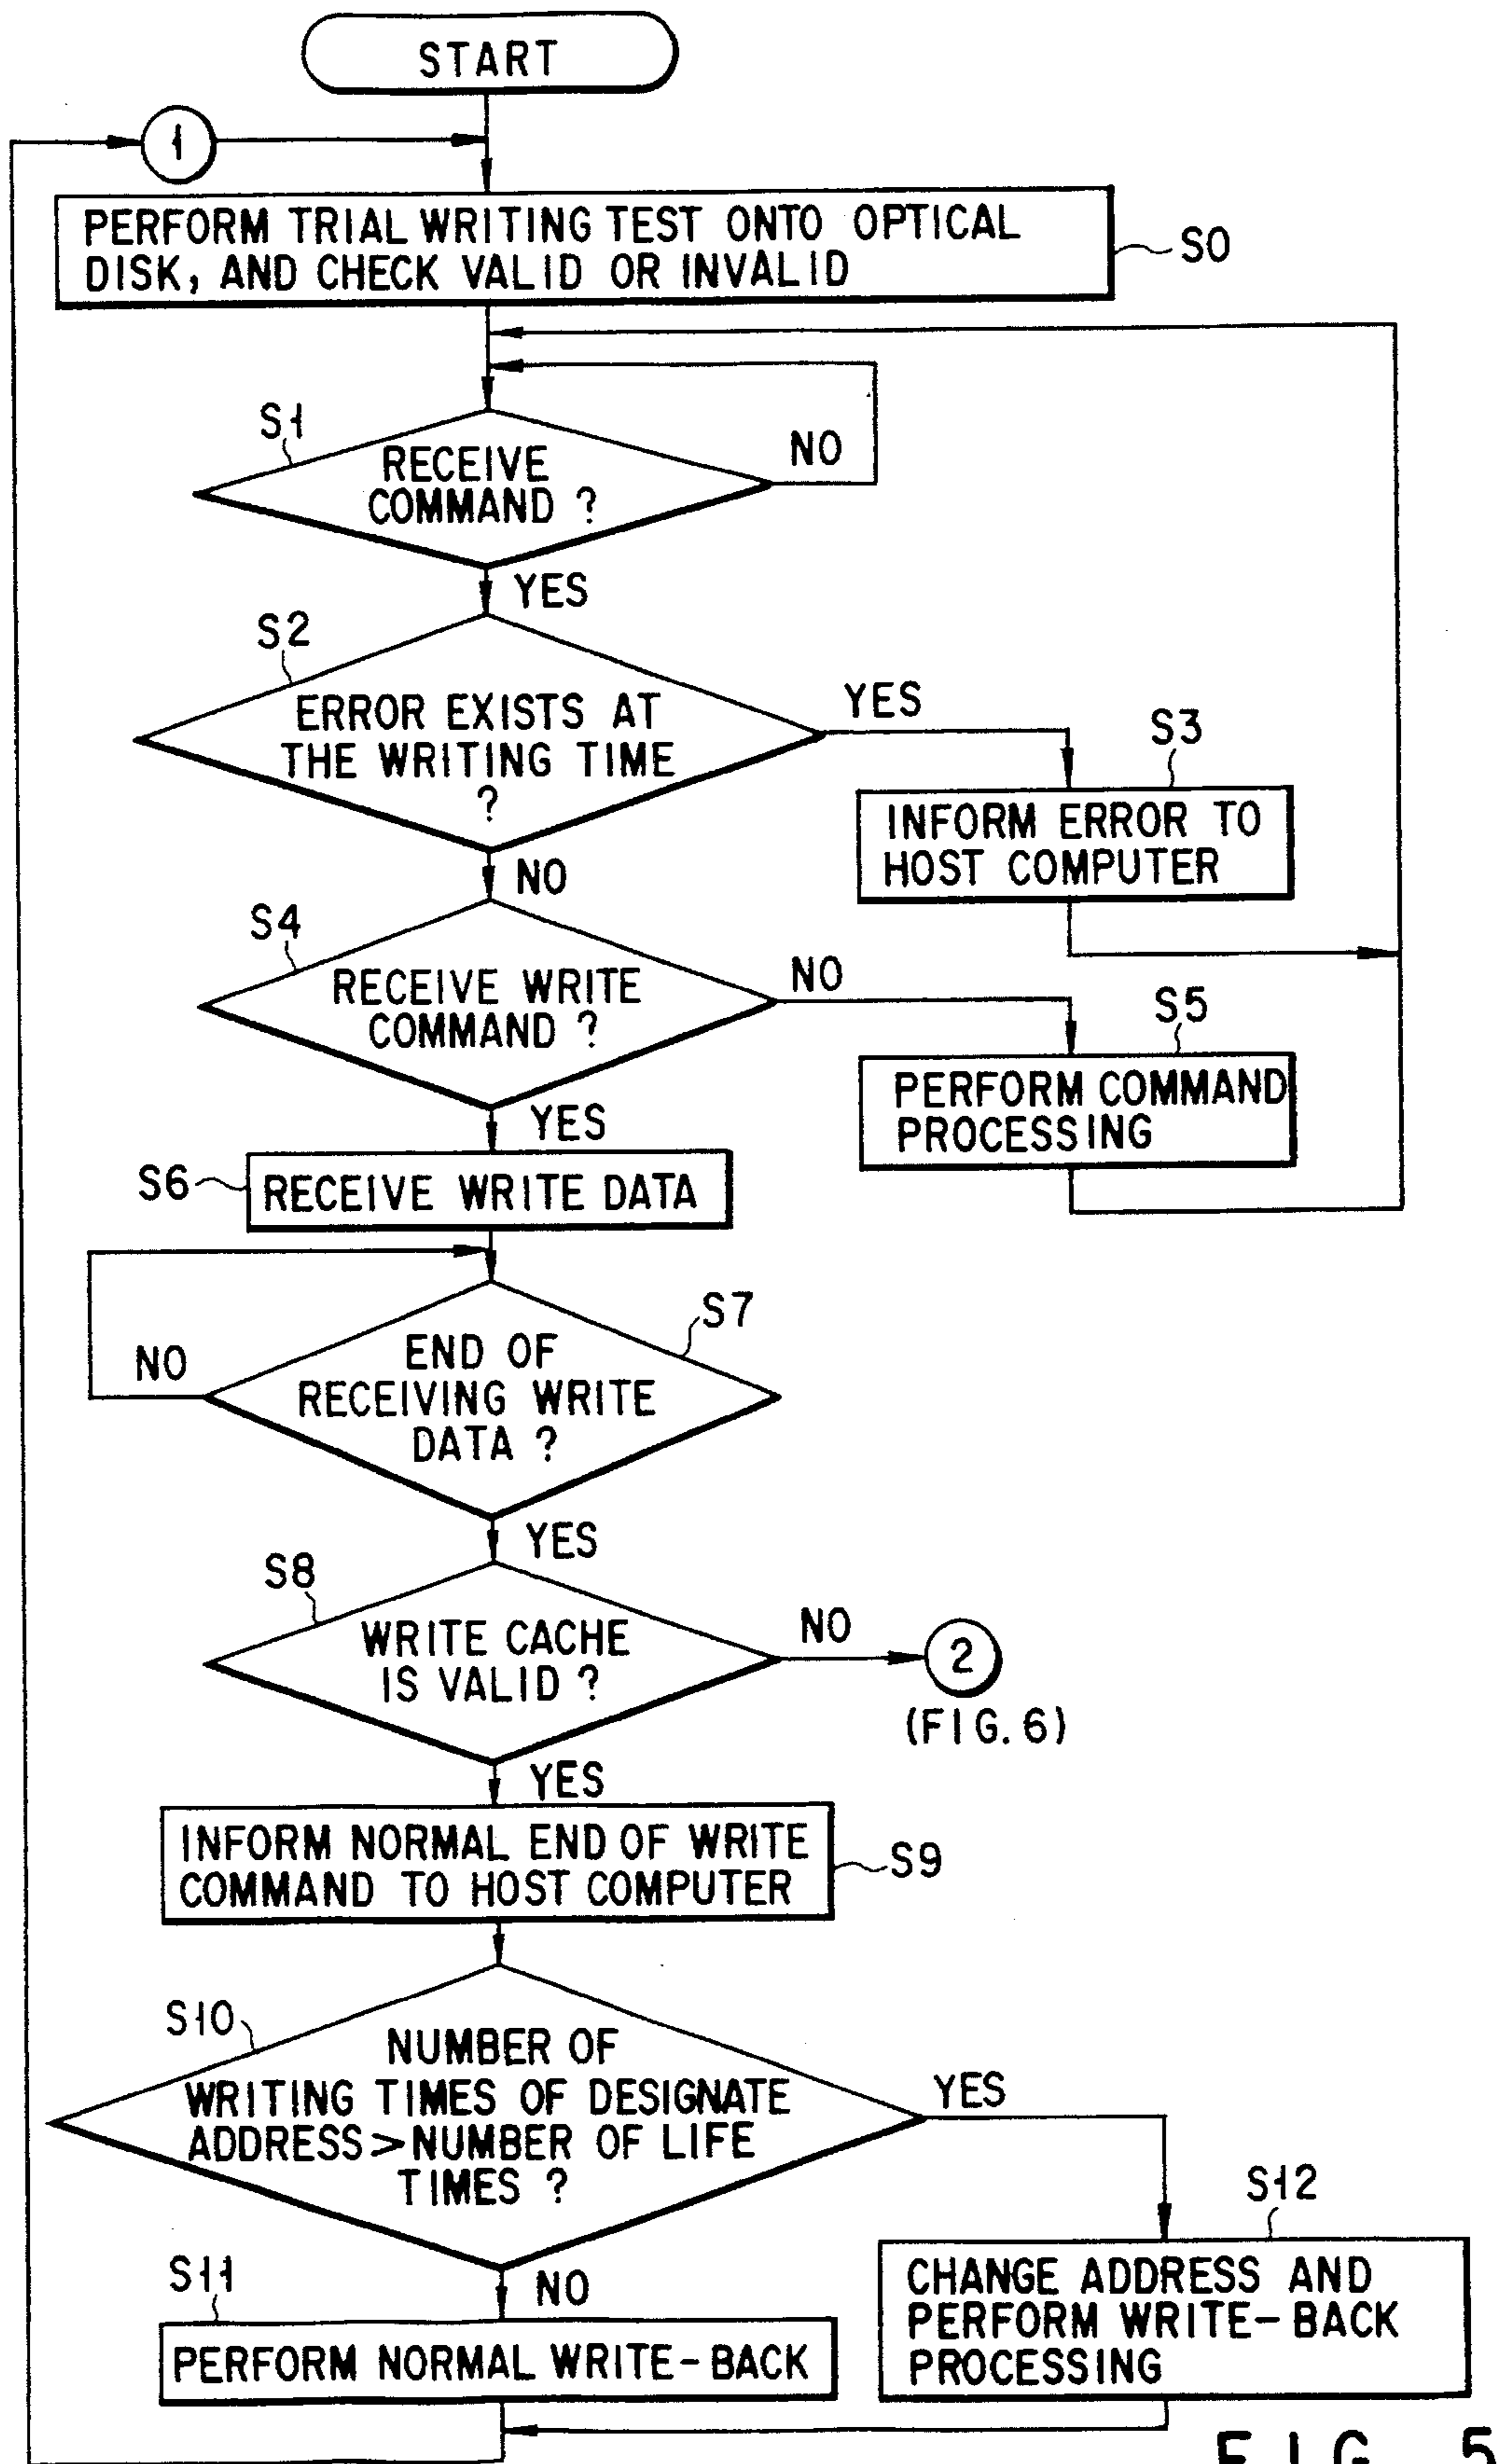 START
1
PERFORM TRIAL WRITING TEST ONTO OPTICAL
DISK, AND CHECK VALID OR INVALID
S0
S1
RECEIVE
COMMAND ?
NO
YES
S2
ERROR EXISTS AT
THE WRITING TIME
?
YES
S3
INFORM ERROR TO
HOST COMPUTER
NO
S4
RECEIVE WRITE
COMMAND ?
NO
S5
PERFORM COMMAND
PROCESSING
YES
S6
RECEIVE WRITE DATA
S7
END OF
RECEIVING WRITE
DATA ?
NO
YES
S8
WRITE CACHE
IS VALID ?
NO
2
(FIG. 6)
YES
INFORM NORMAL END OF WRITE
COMMAND TO HOST COMPUTER
S9
S10
NUMBER OF
WRITING TIMES OF DESIGNATE
ADDRESS>NUMBER OF LIFE
TIMES ?
YES
S12
CHANGE ADDRESS AND
PERFORM WRITE-BACK
PROCESSING
NO
S11
PERFORM NORMAL WRITE-BACK
FIG. 5